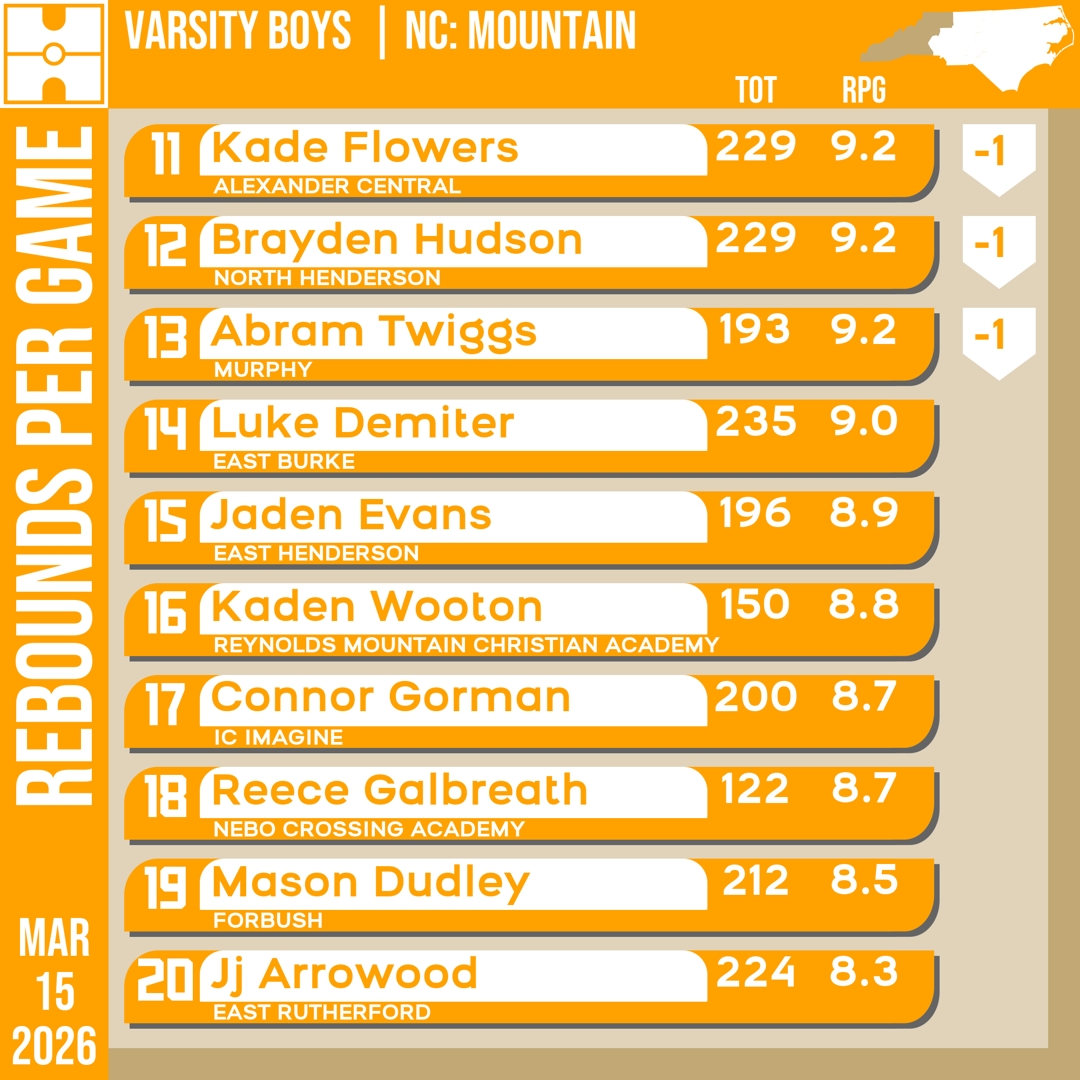 VARSITY BOYS | NC: MOUNTAIN
TOT RPG
REBOUNDS PER GAME
11 Kade Flowers 229 9.2 -1
ALEXANDER CENTRAL
12 Brayden Hudson 229 9.2 -1
NORTH HENDERSON
13 Abram Twiggs 193 9.2 -1
MURPHY
14 Luke Demiter 235 9.0
EAST BURKE
15 Jaden Evans 196 8.9
EAST HENDERSON
16 Kaden Wooton 150 8.8
REYNOLDS MOUNTAIN CHRISTIAN ACADEMY
17 Connor Gorman 200 8.7
IC IMAGINE
18 Reece Galbreath 122 8.7
NEBO CROSSING ACADEMY
19 Mason Dudley 212 8.5
FORBUSH
20 Jj Arrowood 224 8.3
EAST RUTHERFORD
MAR
15
2026